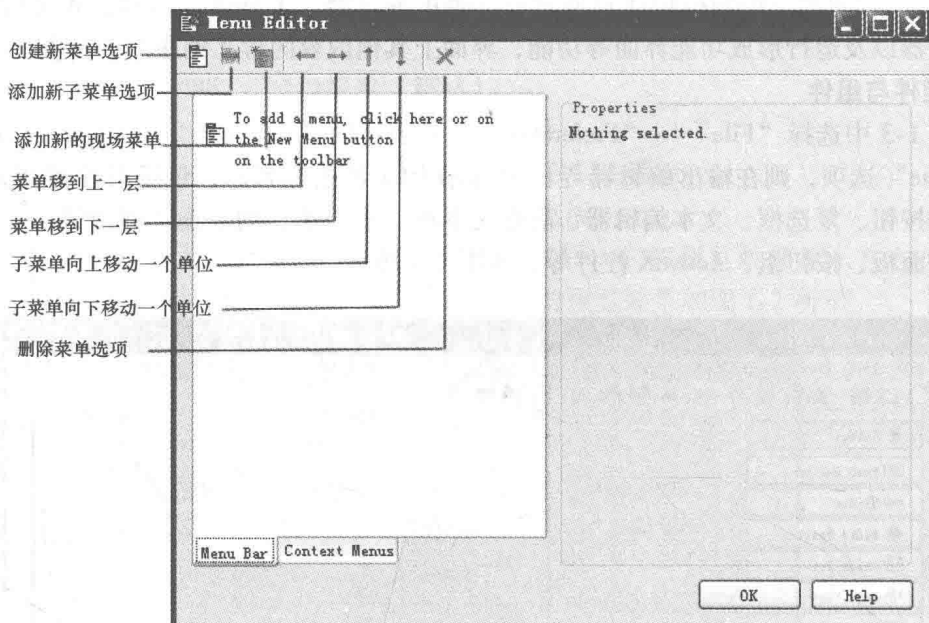 Menu Editor
创建新菜单选项
添加新子菜单选项
添加新的现场菜单
菜单移到上一层
菜单移到下一层
子菜单向上移动一个单位
子菜单向下移动一个单位
删除菜单选项
To add a menu, click here or on
the New Menu button
on the toolbar
Properties
Nothing selected.
Menu Bar
Context Menus
OK
Help